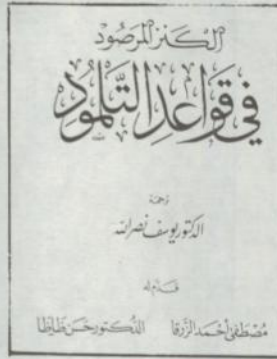 الكنز المرصود
في قواعد التلمود
ترجمة
الدكتور يوسف نصر الله
قدم له
مصطفى أحمد الزرقا الدكتور حسن ظاظا